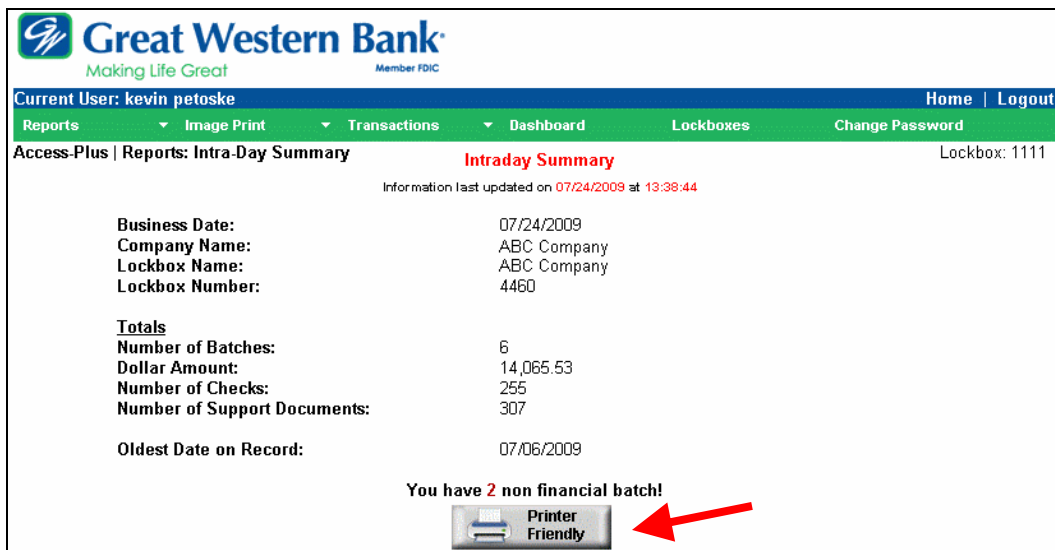 GW Great Western Bank
Making Life Great Member FDIC
Current User: kevin petoske Home | Logout
Reports Image Print Transactions Dashboard Lockboxes Change Password
Access-Plus | Reports: Intra-Day Summary Lockbox: 1111
Intraday Summary
Information last updated on 07/24/2009 at 13:38:44
Business Date: 07/24/2009
Company Name: ABC Company
Lockbox Name: ABC Company
Lockbox Number: 4460
Totals
Number of Batches: 6
Dollar Amount: 14,065.53
Number of Checks: 255
Number of Support Documents: 307
Oldest Date on Record: 07/06/2009
You have 2 non financial batch!
Printer
Friendly